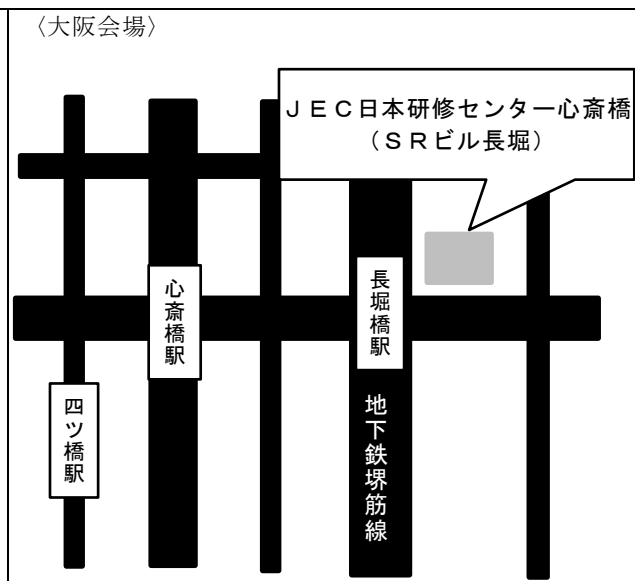 〈大阪会場〉
ＪＥＣ日本研修センター心斎橋
（ＳＲビル長堀）
心斎橋駅
長堀橋駅
四ツ橋駅
地下鉄堺筋線